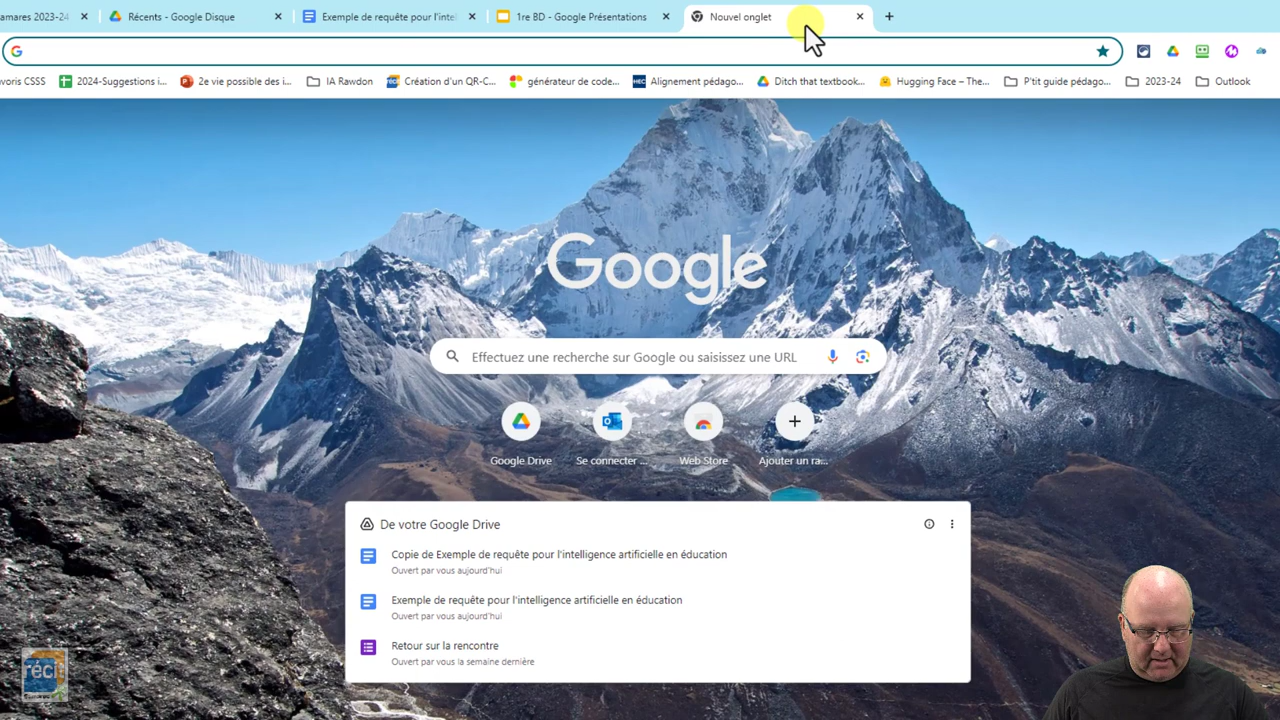 amares 2023-24
Récents - Google Disque
Exemple de requête pour l'intel
1re BD - Google Présentations
Nouvel onglet
voris CSSS
2024-Suggestions i...
2e vie possible des i...
IA Rawdon
Création d'un QR-C...
générateur de code...
Alignement pédago...
Ditch that textbook...
Hugging Face – The...
P'tit guide pédago...
2023-24
Outlook
Google
Effectuez une recherche sur Google ou saisissez une URL
Google Drive
Se connecter ...
Web Store
Ajouter un ra...
De votre Google Drive
Copie de Exemple de requête pour l'intelligence artificielle en éducation
Ouvert par vous aujourd'hui
Exemple de requête pour l'intelligence artificielle en éducation
Ouvert par vous aujourd'hui
Retour sur la rencontre
Ouvert par vous la semaine dernière
réci